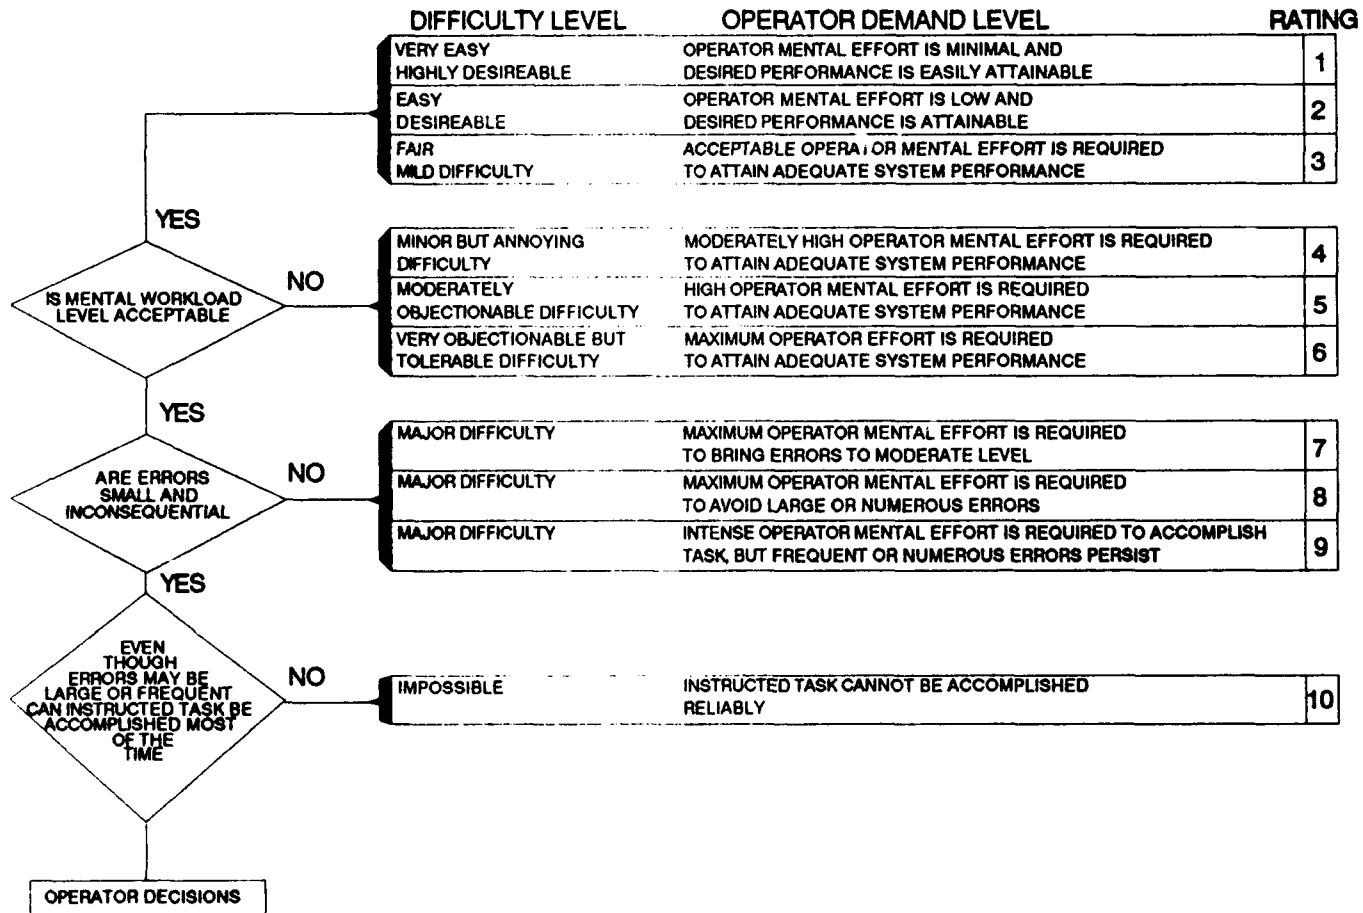 DIFFICULTY LEVEL OPERATOR DEMAND LEVEL RATING
VERY EASY OPERATOR MENTAL EFFORT IS MINIMAL AND
HIGHLY DESIREABLE DESIRED PERFORMANCE IS EASILY ATTAINABLE 1
EASY OPERATOR MENTAL EFFORT IS LOW AND
DESIREABLE DESIRED PERFORMANCE IS ATTAINABLE 2
FAIR ACCEPTABLE OPERATOR MENTAL EFFORT IS REQUIRED
MILD DIFFICULTY TO ATTAIN ADEQUATE SYSTEM PERFORMANCE 3
YES
MINOR BUT ANNOYING MODERATELY HIGH OPERATOR MENTAL EFFORT IS REQUIRED
DIFFICULTY TO ATTAIN ADEQUATE SYSTEM PERFORMANCE 4
MODERATELY HIGH OPERATOR MENTAL EFFORT IS REQUIRED
OBJECTIONABLE DIFFICULTY TO ATTAIN ADEQUATE SYSTEM PERFORMANCE 5
VERY OBJECTIONABLE BUT MAXIMUM OPERATOR EFFORT IS REQUIRED
TOLERABLE DIFFICULTY TO ATTAIN ADEQUATE SYSTEM PERFORMANCE 6
NO
IS MENTAL WORKLOAD
LEVEL ACCEPTABLE
YES
MAJOR DIFFICULTY MAXIMUM OPERATOR MENTAL EFFORT IS REQUIRED
TO BRING ERRORS TO MODERATE LEVEL 7
MAJOR DIFFICULTY MAXIMUM OPERATOR MENTAL EFFORT IS REQUIRED
TO AVOID LARGE OR NUMEROUS ERRORS 8
MAJOR DIFFICULTY INTENSE OPERATOR MENTAL EFFORT IS REQUIRED TO ACCOMPLISH
TASK, BUT FREQUENT OR NUMEROUS ERRORS PERSIST 9
NO
ARE ERRORS
SMALL AND
INCONSEQUENTIAL
YES
EVEN
THOUGH
ERRORS MAY BE
LARGE OR FREQUENT
CAN INSTRUCTED TASK BE
ACCOMPLISHED MOST
OF THE
TIME
NO
IMPOSSIBLE INSTRUCTED TASK CANNOT BE ACCOMPLISHED
RELIABLY 10
OPERATOR DECISIONS